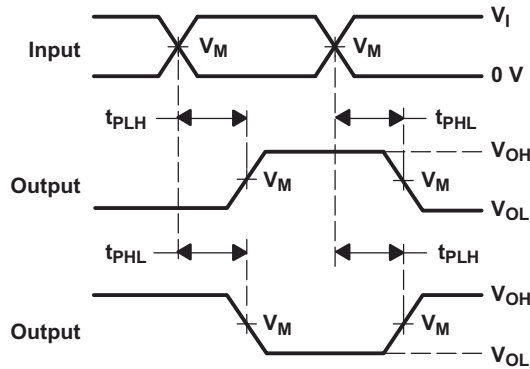 V_I
Input V_M V_M
0 V
t_PLH t_PHL
V_OH
Output V_M V_M
V_OL
t_PHL t_PLH
V_OH
Output V_M V_M
V_OL